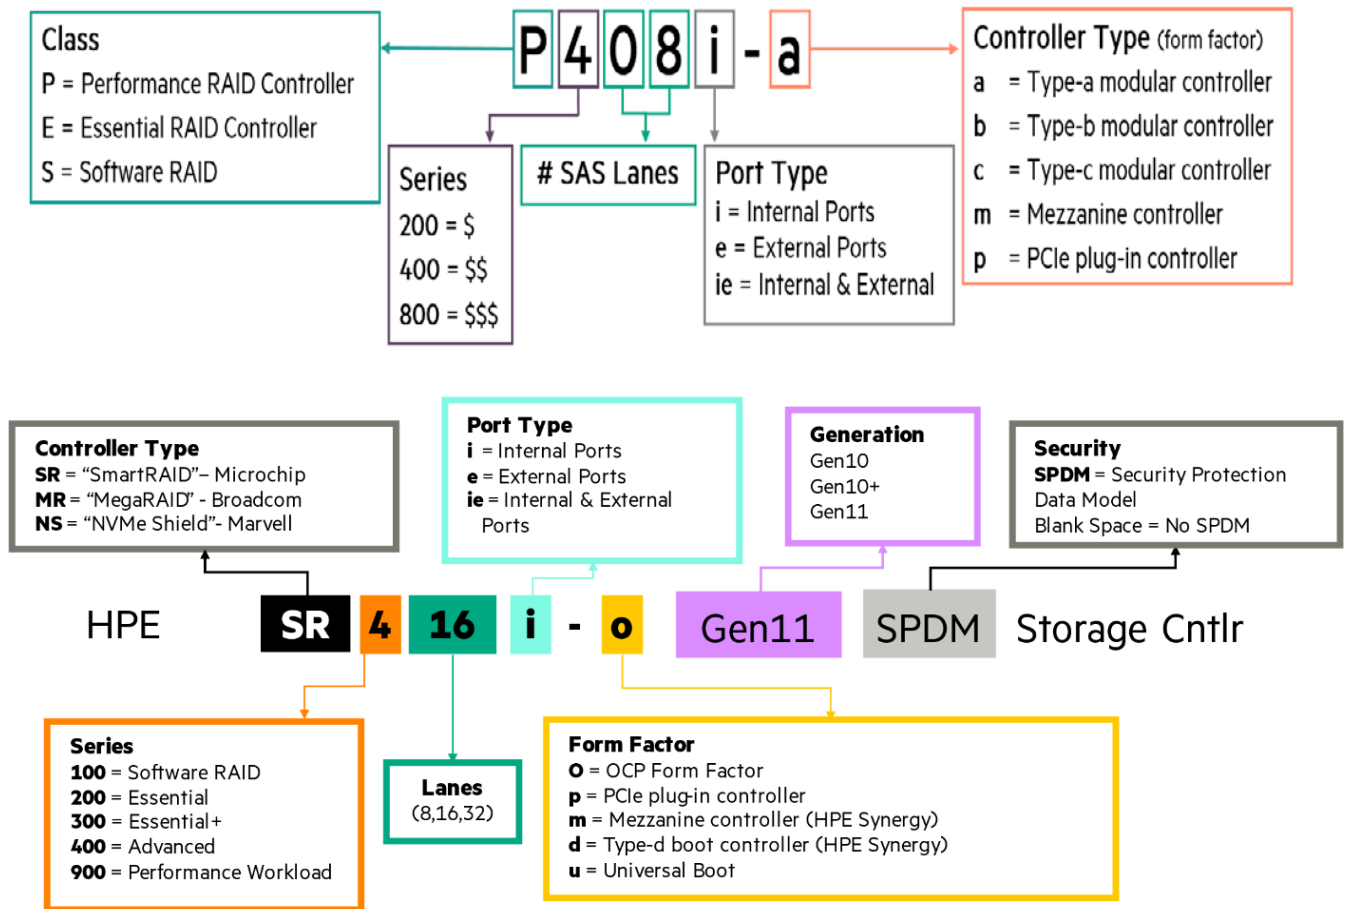 P408i-a
Class
P = Performance RAID Controller
E = Essential RAID Controller
S = Software RAID
Series
200 = $
400 = $$
800 = $$$
# SAS Lanes
Port Type
i = Internal Ports
e = External Ports
ie = Internal & External
Controller Type (form factor)
a = Type-a modular controller
b = Type-b modular controller
c = Type-c modular controller
m = Mezzanine controller
p = PCIe plug-in controller
Controller Type
SR = “SmartRAID”– Microchip
MR = “MegaRAID” - Broadcom
NS = “NVMe Shield”- Marvell
Port Type
i = Internal Ports
e = External Ports
ie = Internal & External
Ports
Generation
Gen10
Gen10+
Gen11
Security
SPDM = Security Protection
Data Model
Blank Space = No SPDM
HPE SR 4 16 i - o Gen11 SPDM Storage Cntlr
Series
100 = Software RAID
200 = Essential
300 = Essential+
400 = Advanced
900 = Performance Workload
Lanes
(8,16,32)
Form Factor
O = OCP Form Factor
p = PCIe plug-in controller
m = Mezzanine controller (HPE Synergy)
d = Type-d boot controller (HPE Synergy)
u = Universal Boot